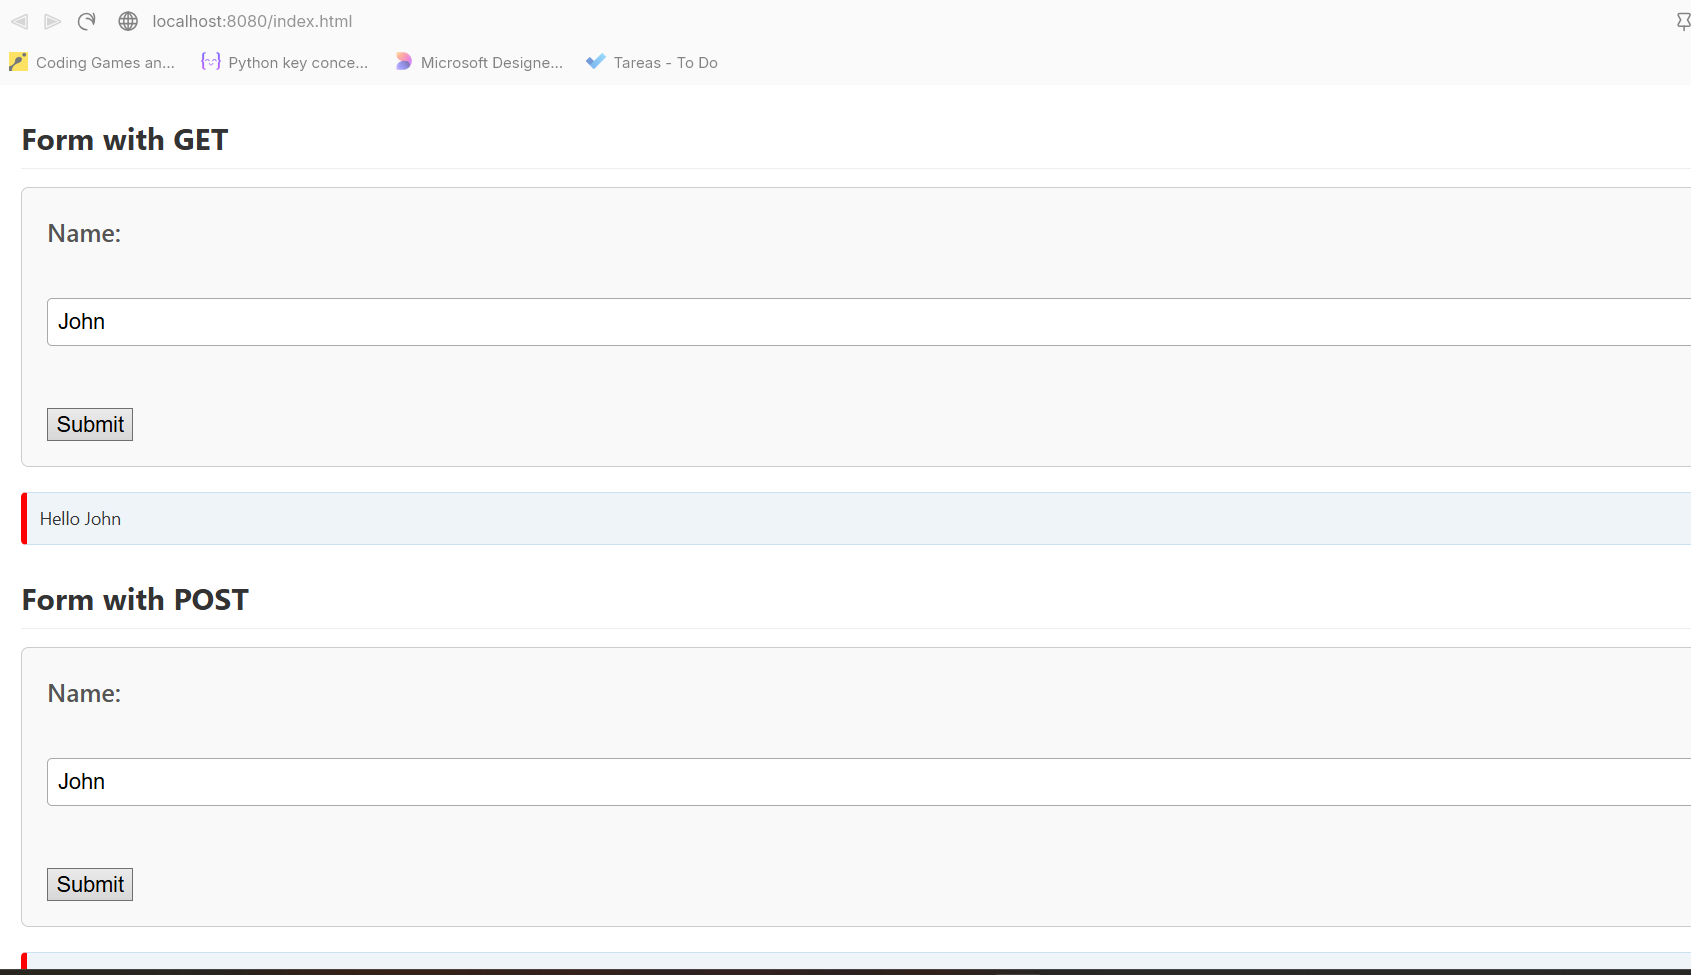 localhost:8080/index.html
Coding Games an... Python key conce... Microsoft Designe... Tareas - To Do
Form with GET
Name:
John
Submit
Hello John
Form with POST
Name:
John
Submit